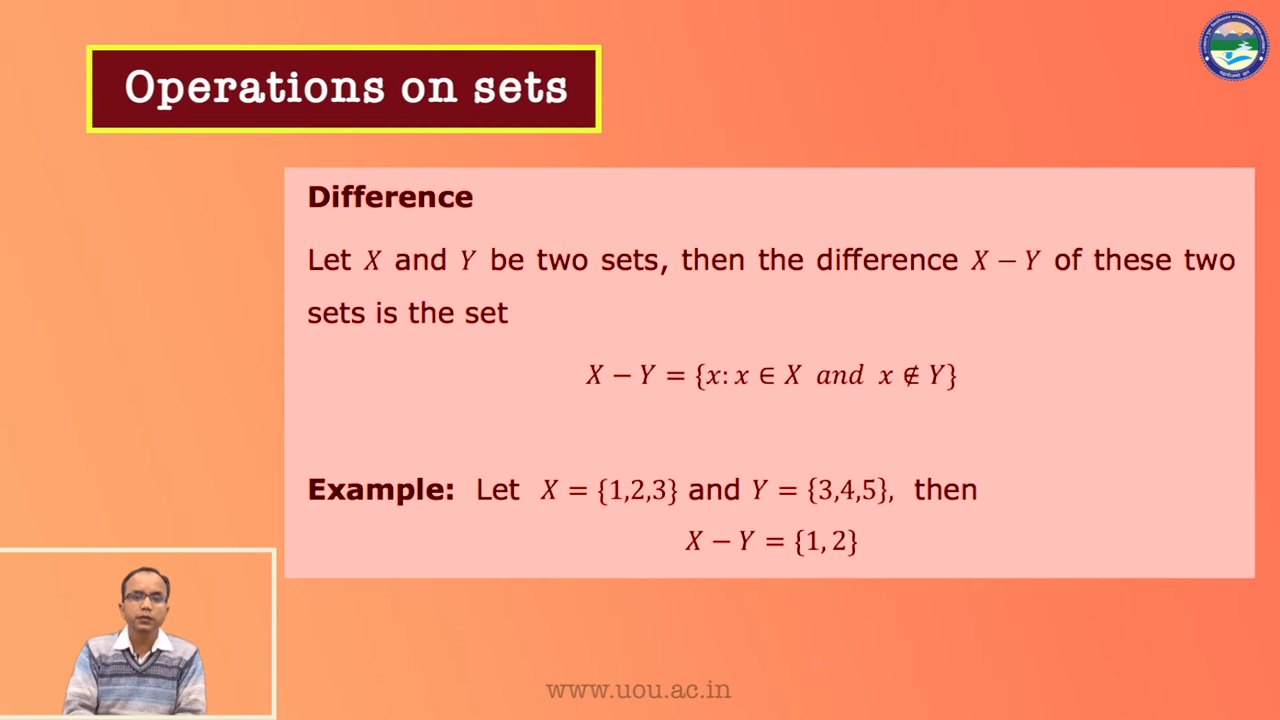 Operations on sets
Difference
Let X and Y be two sets, then the difference X − Y of these two
sets is the set
X − Y = {x: x ∈ X and x ∉ Y}
Example: Let X = {1,2,3} and Y = {3,4,5}, then
X − Y = {1, 2}
www.uou.ac.in